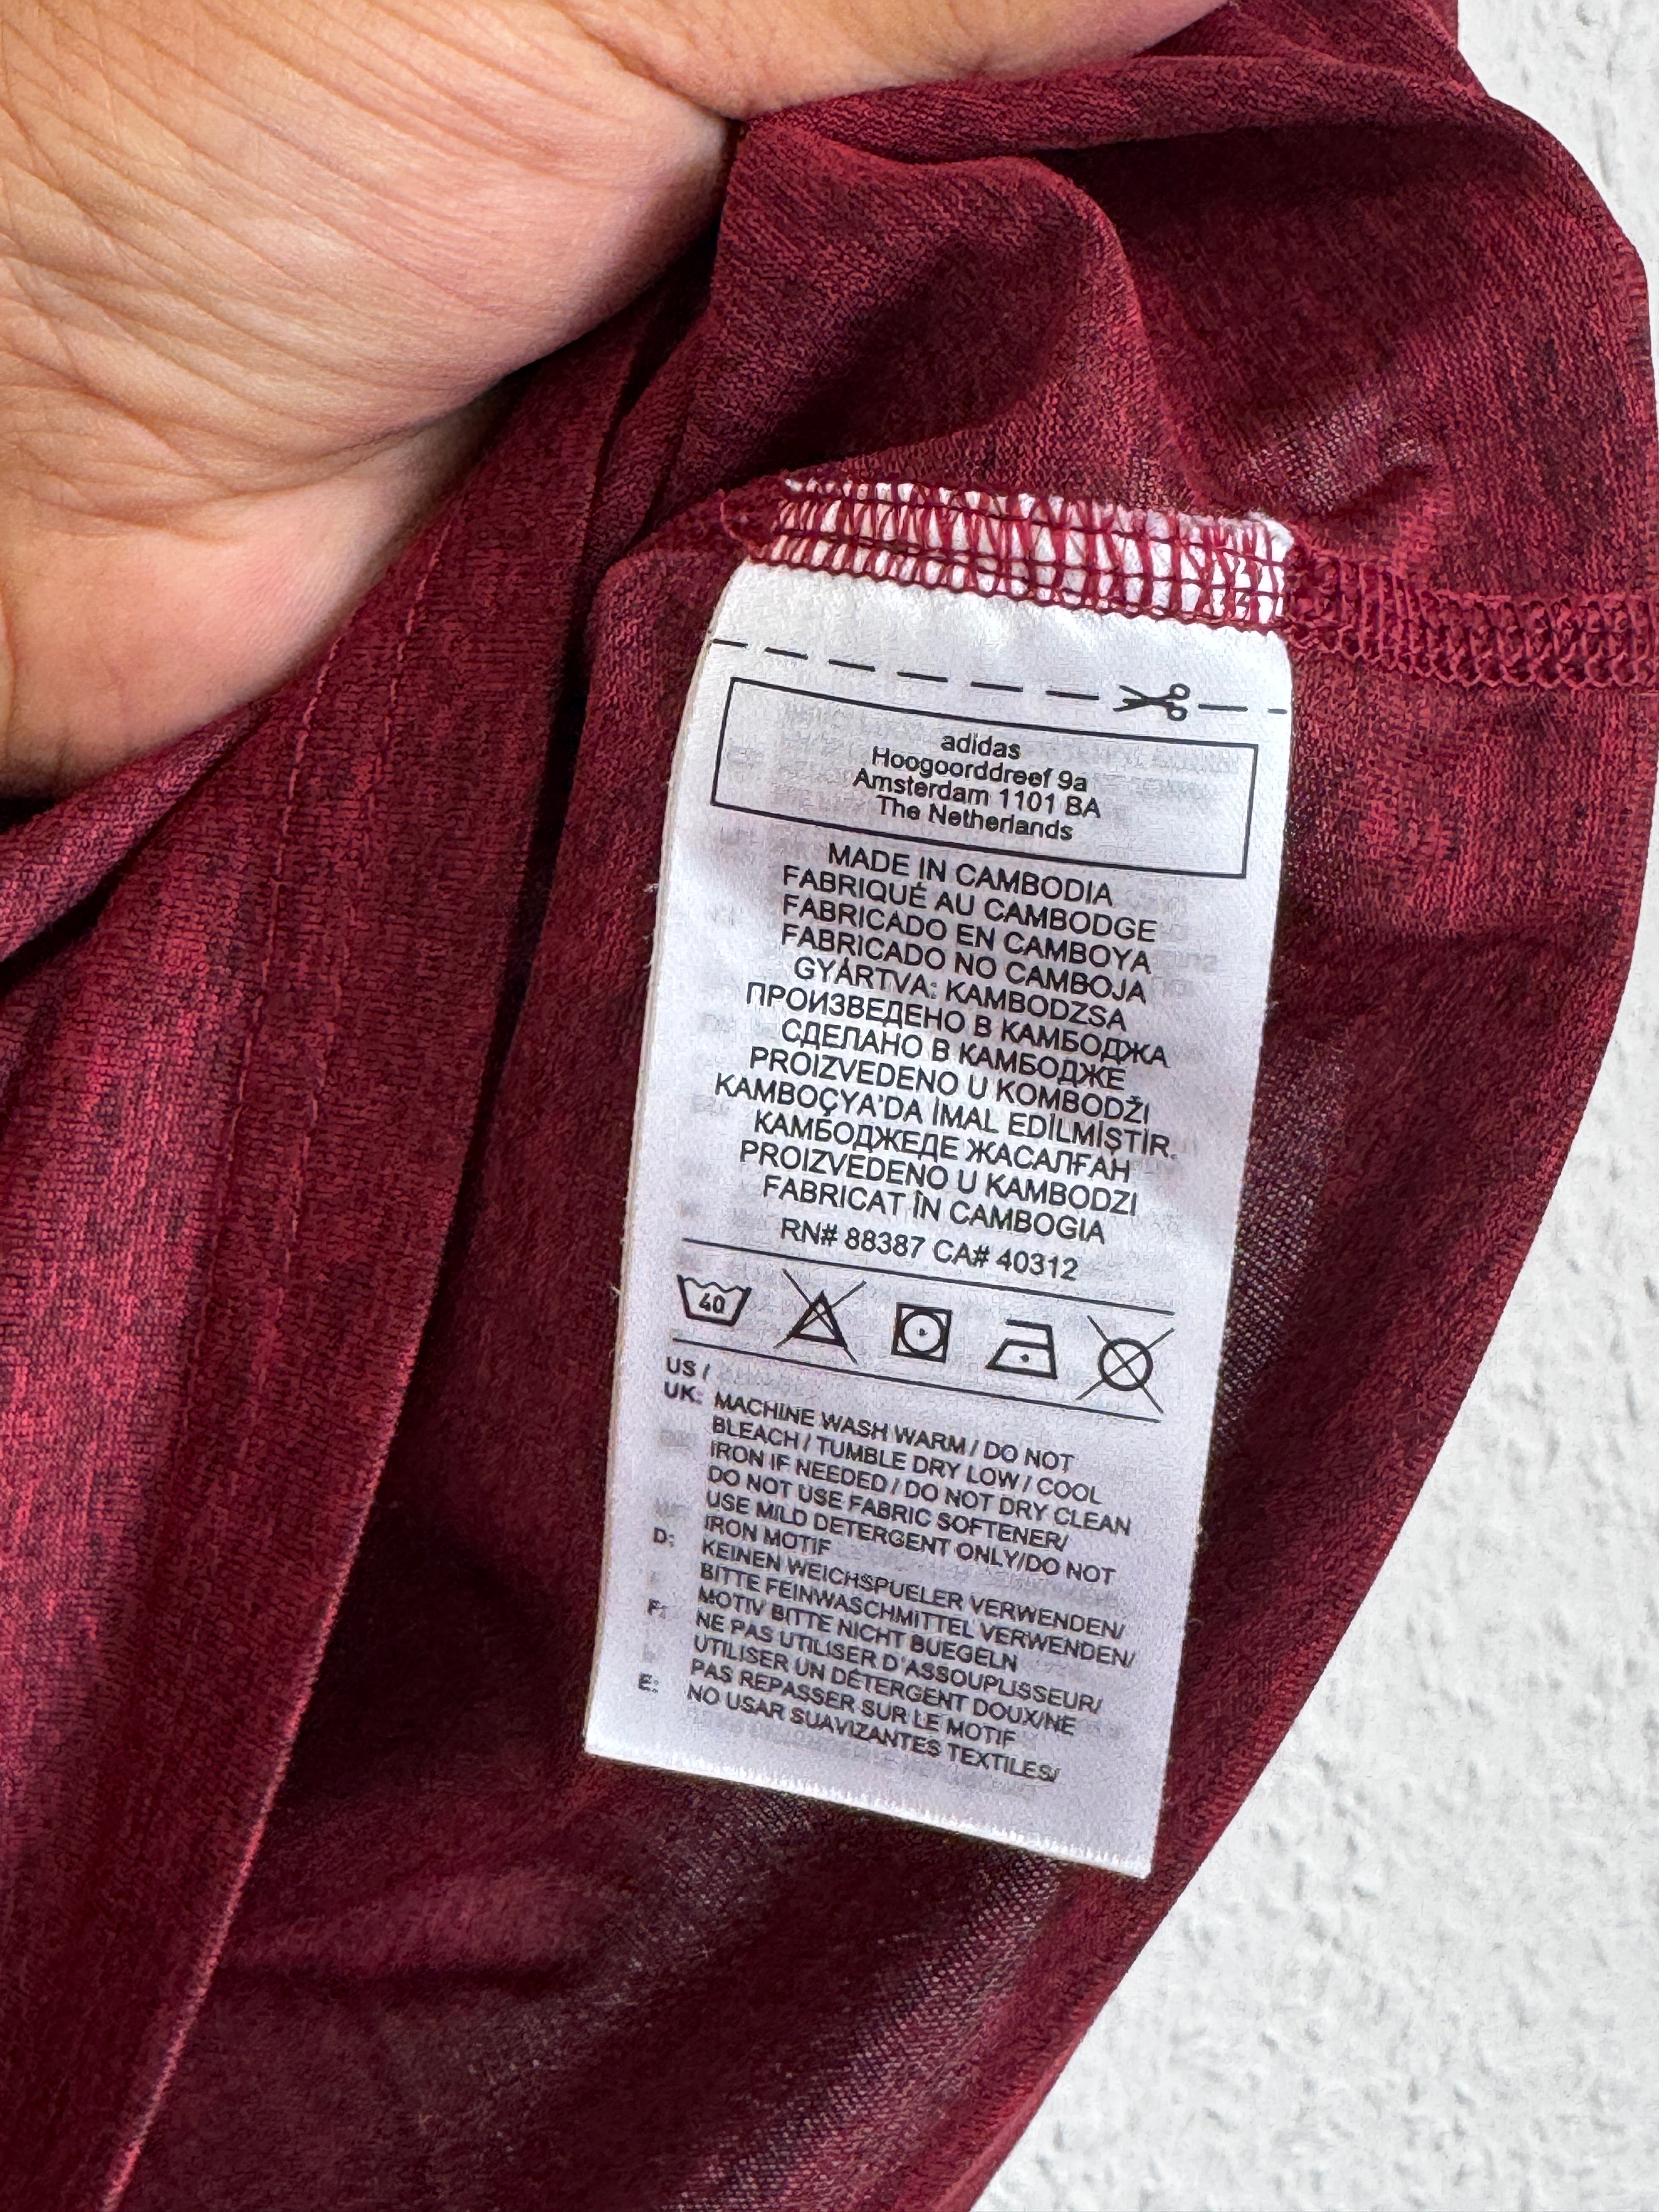 adidas
Hoogoorddreef 9a
Amsterdam 1101 BA
The Netherlands
MADE IN CAMBODIA
FABRIQUÉ AU CAMBODGE
FABRICADO EN CAMBOYA
FABRICADO NO CAMBOJA
GYÁRTVA: KAMBODZSA
ПРОИЗВЕДЕНО В КАМБОДЖА
СДЕЛАНО В КАМБОДЖЕ
PROIZVEDENO U KOMBODŽI
KAMBOÇYA'DA İMAL EDİLMİŞTİR.
КАМБОДЖЕДЕ ЖАСАЛҒАН
PROIZVEDENO U KAMBODZI
FABRICAT ÎN CAMBOGIA
RN# 88387 CA# 40312
40
US /
UK: MACHINE WASH WARM / DO NOT
BLEACH / TUMBLE DRY LOW / COOL
IRON IF NEEDED / DO NOT DRY CLEAN
DO NOT USE FABRIC SOFTENER/
USE MILD DETERGENT ONLY/DO NOT
IRON MOTIF
D: KEINEN WEICHSPUELER VERWENDEN/
BITTE FEINWASCHMITTEL VERWENDEN/
MOTIV BITTE NICHT BUEGELN
F: NE PAS UTILISER D'ASSOUPLISSEUR/
UTILISER UN DÉTERGENT DOUX/NE
PAS REPASSER SUR LE MOTIF
E: NO USAR SUAVIZANTES TEXTILES/